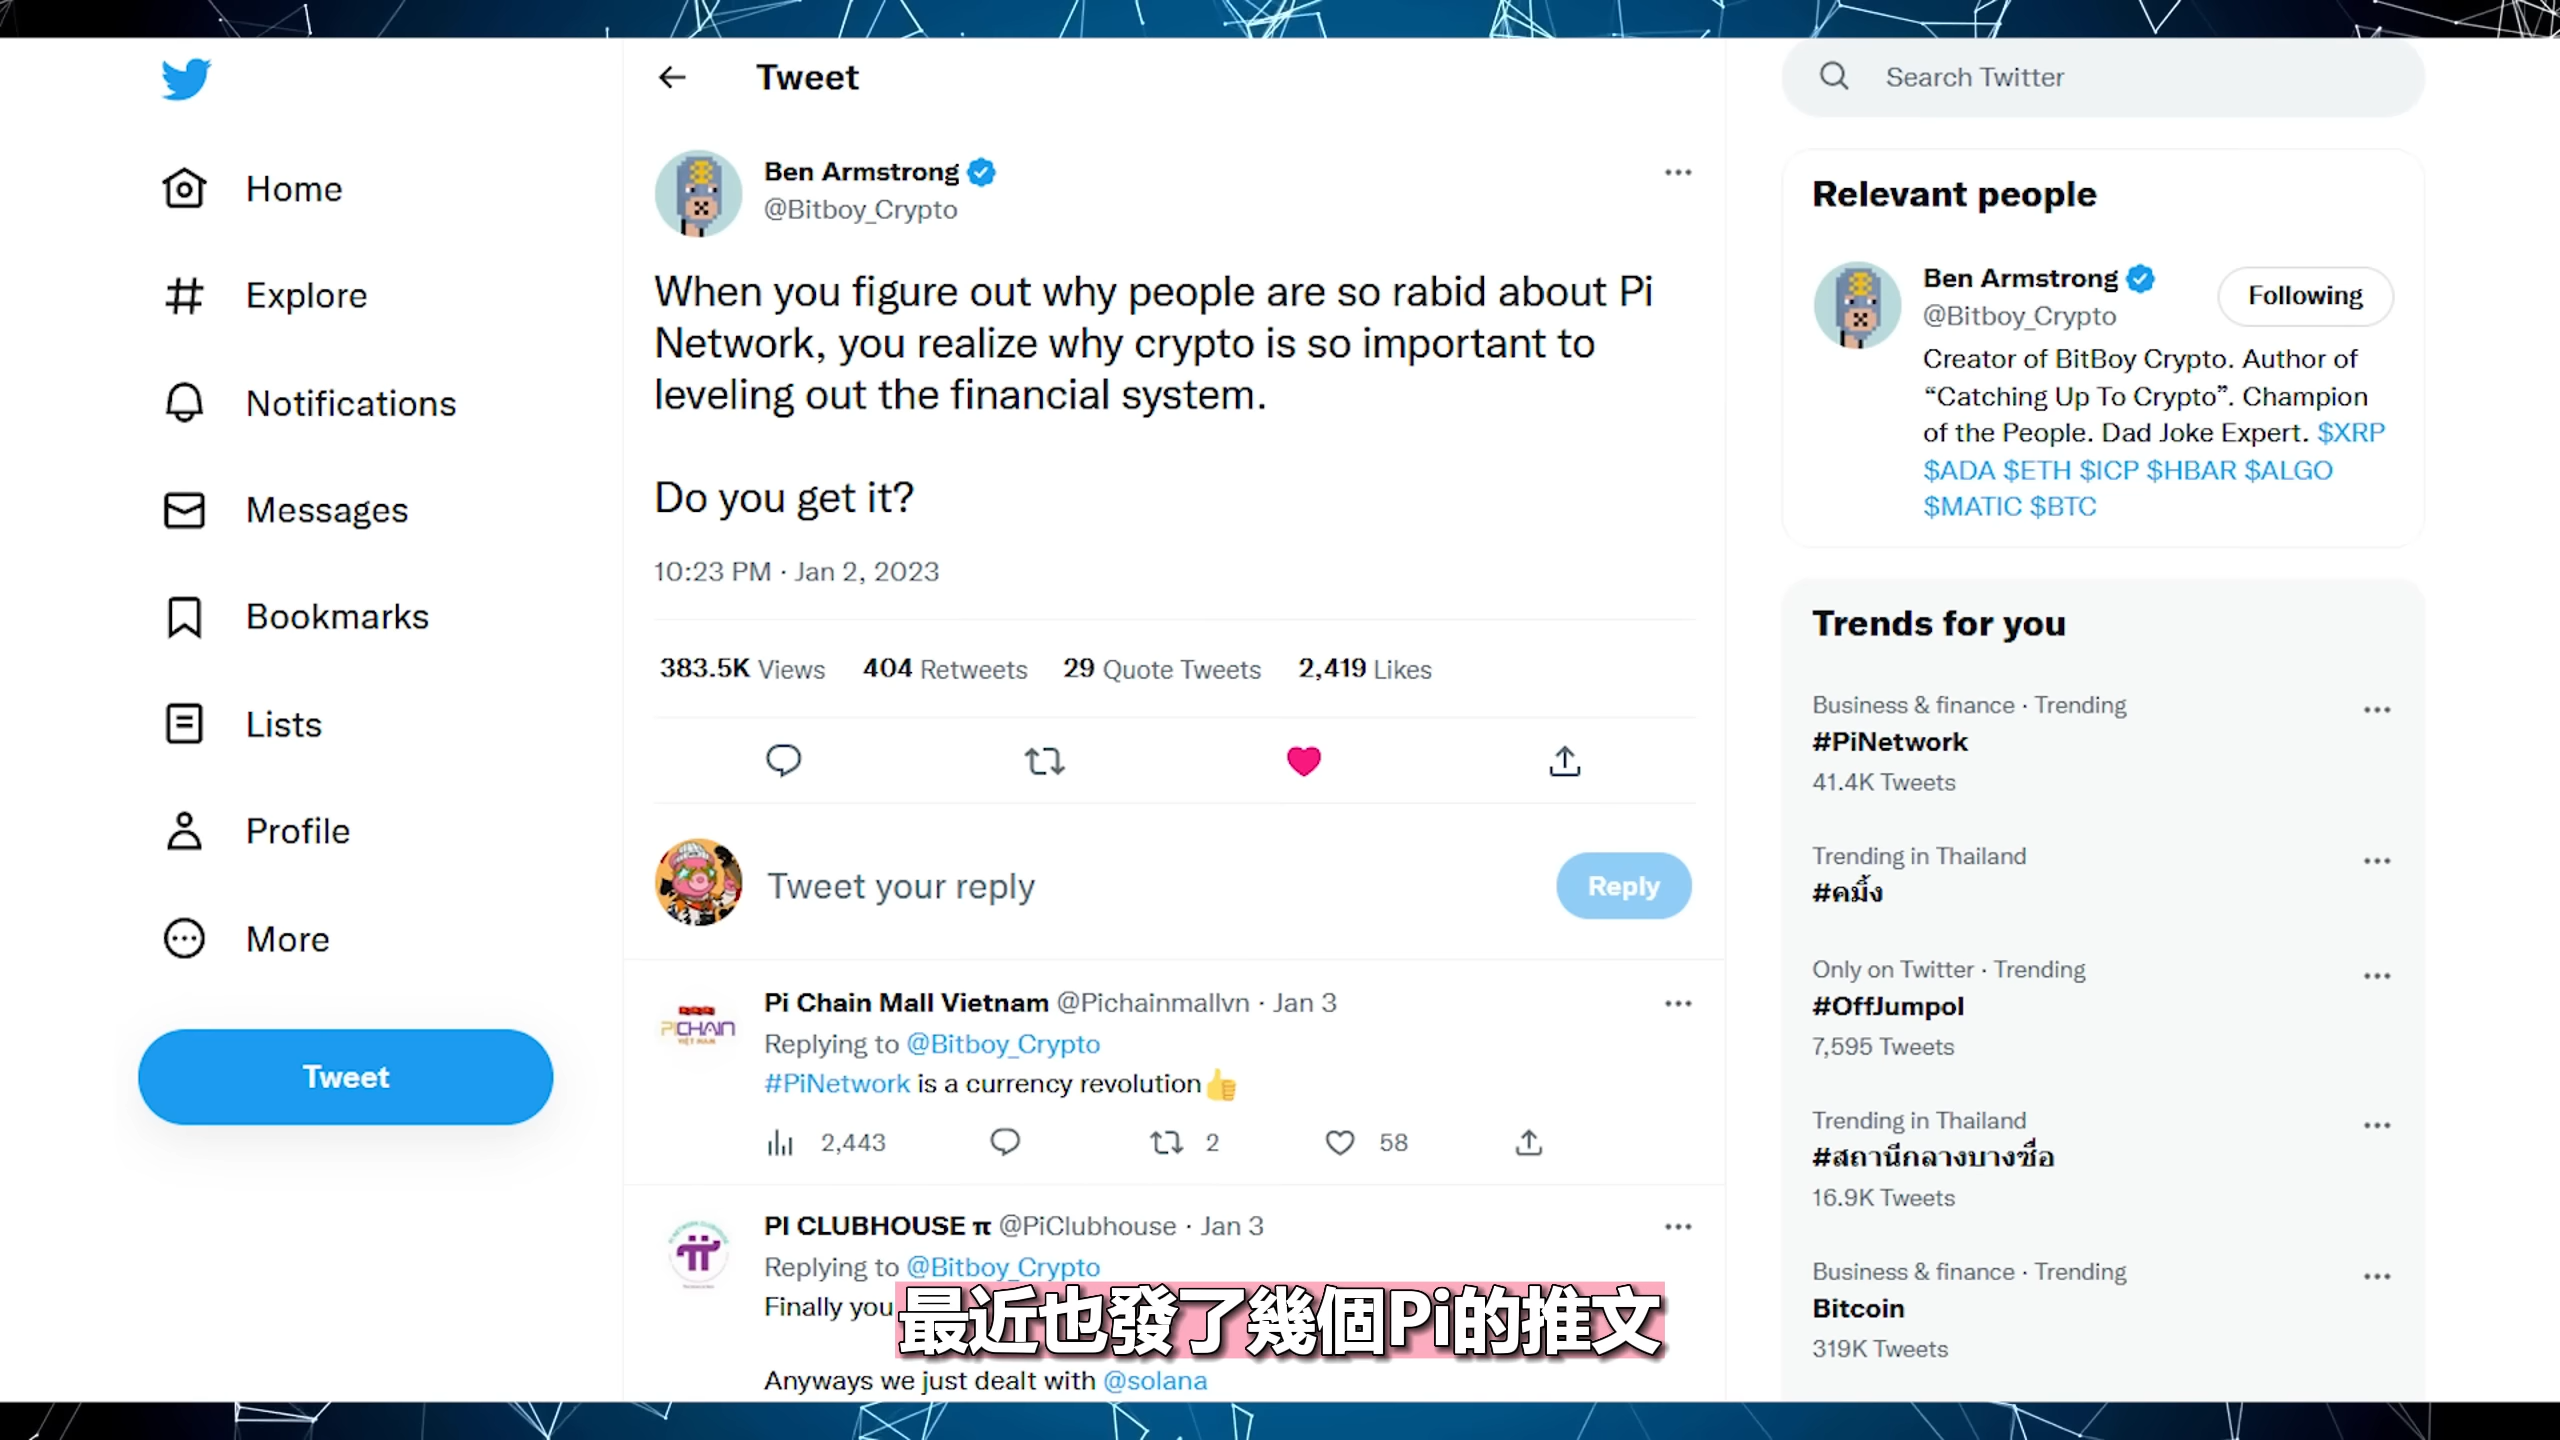 Home
Explore
Notifications
Messages
Bookmarks
Lists
Profile
More
Tweet
Tweet
Ben Armstrong
@Bitboy_Crypto
When you figure out why people are so rabid about Pi
Network, you realize why crypto is so important to
leveling out the financial system.
Do you get it?
10:23 PM · Jan 2, 2023
383.5K Views 404 Retweets 29 Quote Tweets 2,419 Likes
Tweet your reply
Reply
PICHAIN
VIỆT NAM
Pi Chain Mall Vietnam @Pichainmallvn · Jan 3
Replying to @Bitboy_Crypto
#PiNetwork is a currency revolution👍
2,443 2 58
PI CLUBHOUSE π @PiClubhouse · Jan 3
Replying to @Bitboy_Crypto
Finally you
Anyways we just dealt with @solana
最近也發了幾個Pi的推文
Search Twitter
Relevant people
Ben Armstrong
@Bitboy_Crypto
Following
Creator of BitBoy Crypto. Author of
“Catching Up To Crypto”. Champion
of the People. Dad Joke Expert. $XRP
$ADA $ETH $ICP $HBAR $ALGO
$MATIC $BTC
Trends for you
Business & finance · Trending
#PiNetwork
41.4K Tweets
Trending in Thailand
#คมิ้ง
Only on Twitter · Trending
#OffJumpol
7,595 Tweets
Trending in Thailand
#สถานีกลางบางซื่อ
16.9K Tweets
Business & finance · Trending
Bitcoin
319K Tweets